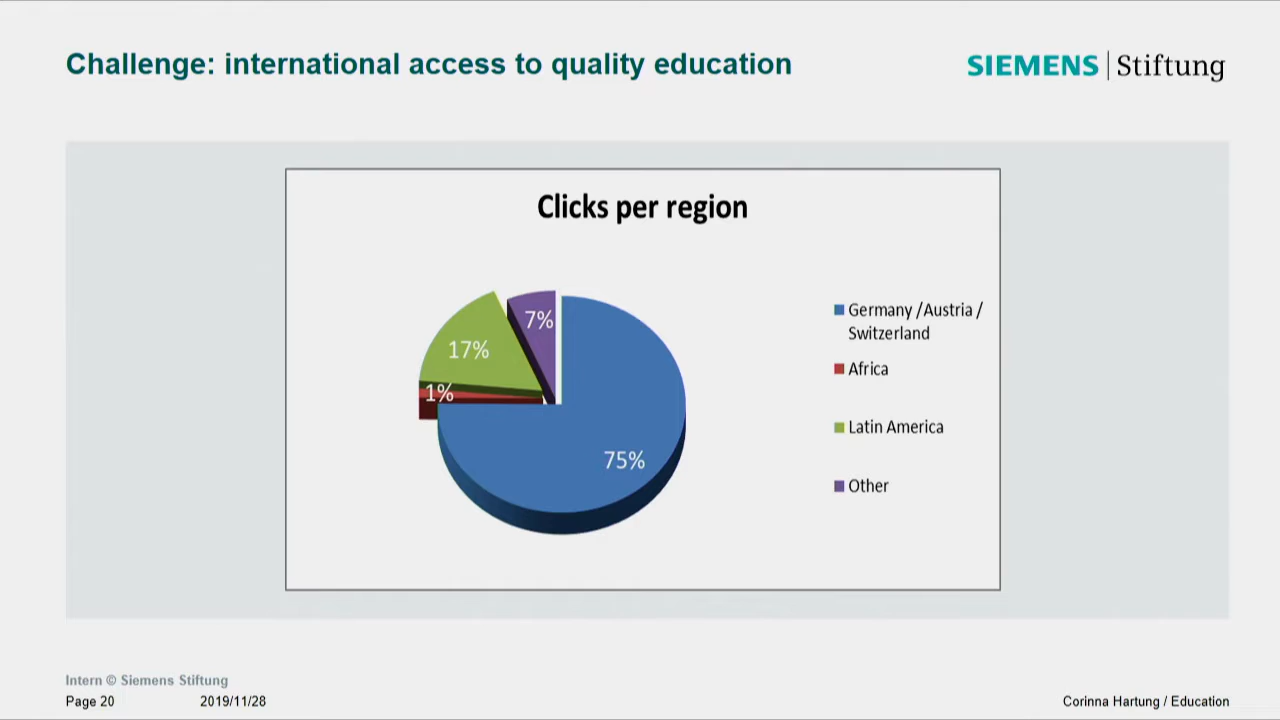 Challenge: international access to quality education
SIEMENS | Stiftung
Clicks per region
7%
17%
1%
75%
Germany /Austria /
Switzerland
Africa
Latin America
Other
Intern © Siemens Stiftung
Page 20 2019/11/28 Corinna Hartung / Education